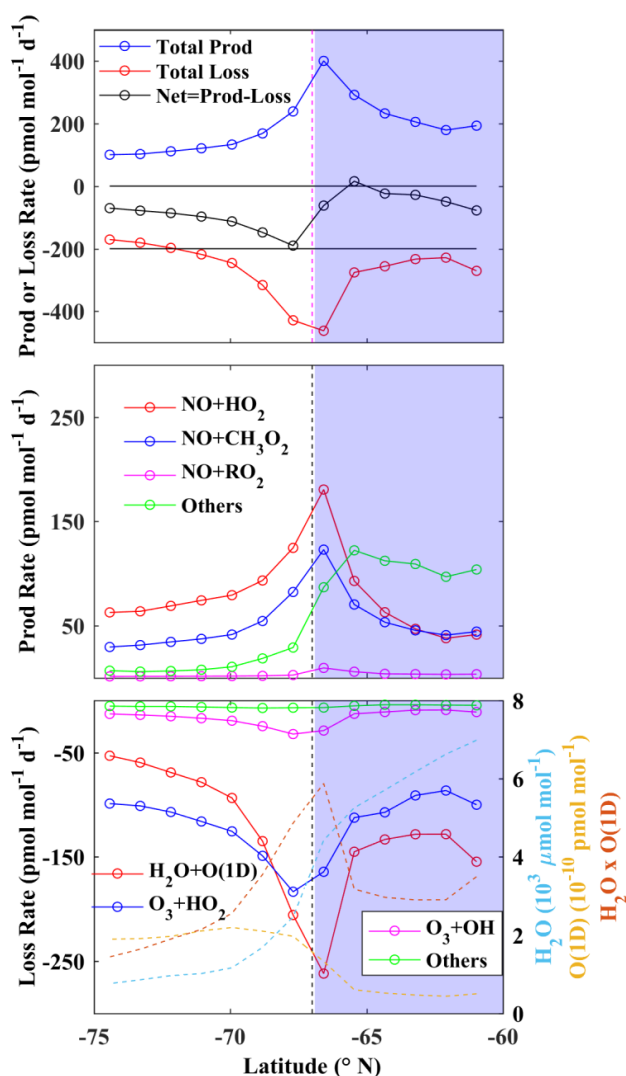 Prod or Loss Rate (pmol mol⁻¹ d⁻¹)
400
200
0
-200
-400
Total Prod
Total Loss
Net=Prod-Loss
Prod Rate (pmol mol⁻¹ d⁻¹)
250
150
50
NO+HO₂
NO+CH₃O₂
NO+RO₂
Others
Loss Rate (pmol mol⁻¹ d⁻¹)
-50
-150
-250
H₂O+O(1D)
O₃+HO₂
O₃+OH
Others
8
6
4
2
0
H₂O (10³ μmol mol⁻¹)
O(1D) (10⁻¹⁰ pmol mol⁻¹)
H₂O x O(1D)
-75
-70
-65
-60
Latitude (° N)